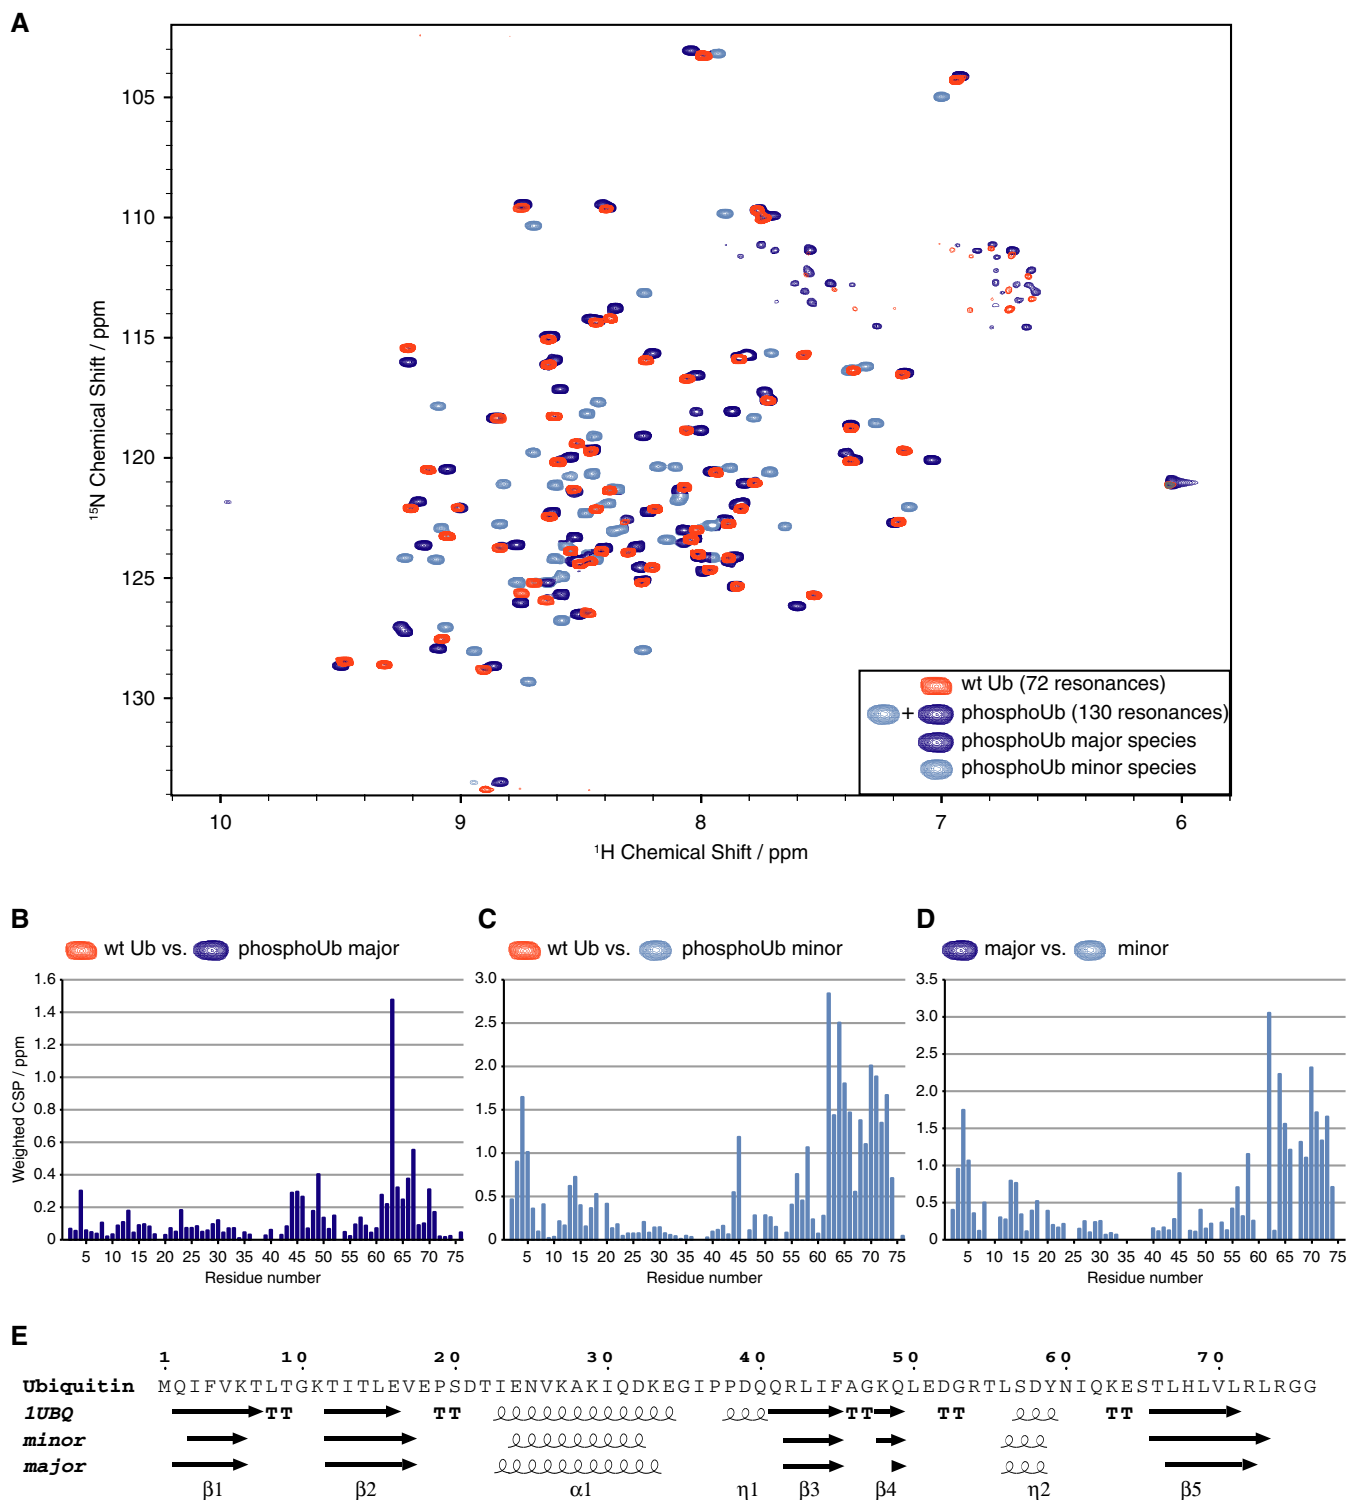 A
105
110
115
120
125
130
15N Chemical Shift / ppm
10 9 8 7 6
1H Chemical Shift / ppm
wt Ub (72 resonances)
+ phosphoUb (130 resonances)
phosphoUb major species
phosphoUb minor species
B
wt Ub vs. phosphoUb major
1.6
1.4
1.2
1.0
0.8
0.6
0.4
0.2
0
Weighted CSP / ppm
5 10 15 20 25 30 35 40 45 50 55 60 65 70 75
Residue number
C
wt Ub vs. phosphoUb minor
3.0
2.5
2.0
1.5
1.0
0.5
0
5 10 15 20 25 30 35 40 45 50 55 60 65 70
Residue number
D
major vs. minor
3.5
3.0
2.5
2.0
1.5
1.0
0.5
0
5 10 15 20 25 30 35 40 45 50 55 60 65 70 75
Residue number
E
1 10 20 30 40 50 60 70
Ubiquitin MQIFVKTLTGKTITLEVEPSDTIENVKAKIQDKEGIPPDQQRLIFAGKQLEDGRTLSDYNIQKESTLHLVLRLRGG
1UBQ TT TT TT TT TT
minor
major
β1 β2 α1 η1 β3 β4 η2 β5